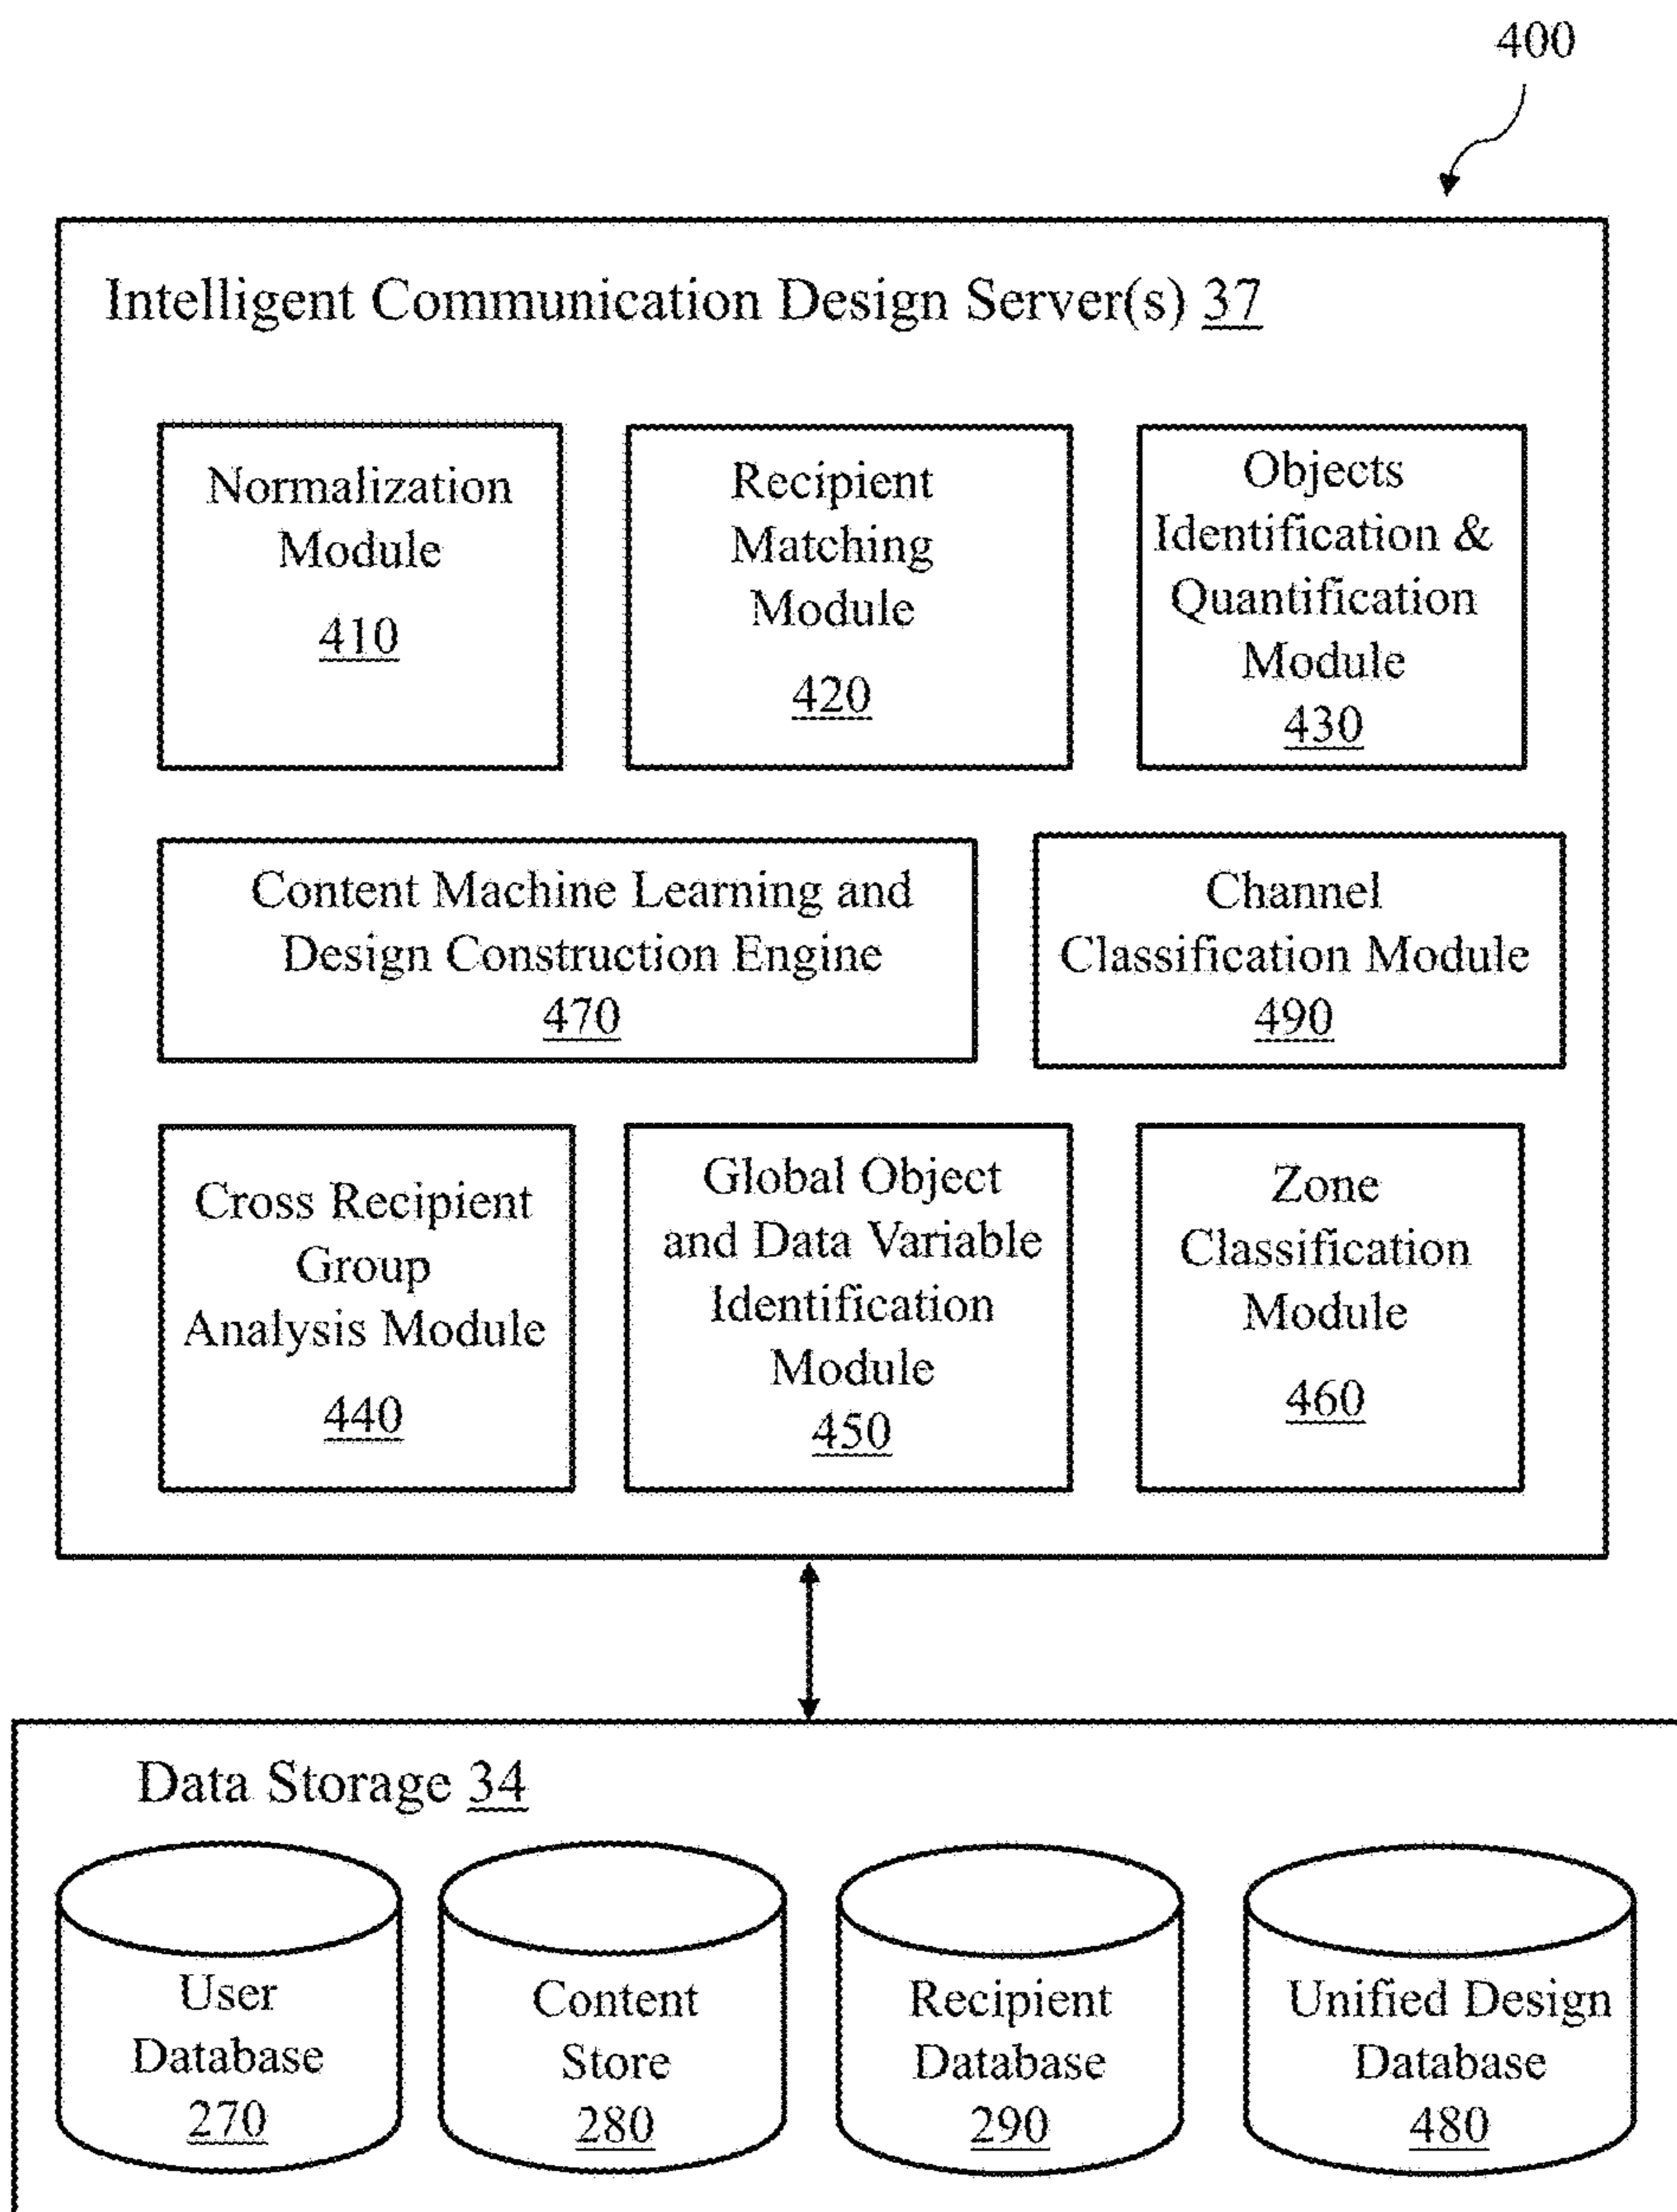 400
Intelligent Communication Design Server(s) 37
Normalization
Module
410
Recipient
Matching
Module
420
Objects
Identification &
Quantification
Module
430
Content Machine Learning and
Design Construction Engine
470
Channel
Classification Module
490
Cross Recipient
Group
Analysis Module
440
Global Object
and Data Variable
Identification
Module
450
Zone
Classification
Module
460
Data Storage 34
User
Database
270
Content
Store
280
Recipient
Database
290
Unified Design
Database
480